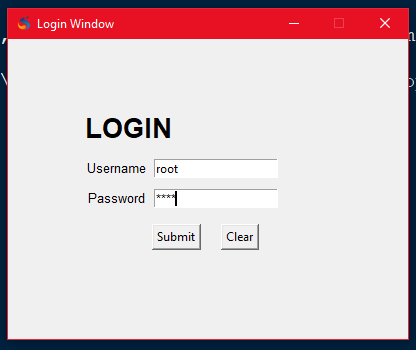 Login Window
LOGIN
Username root
Password ****
Submit Clear